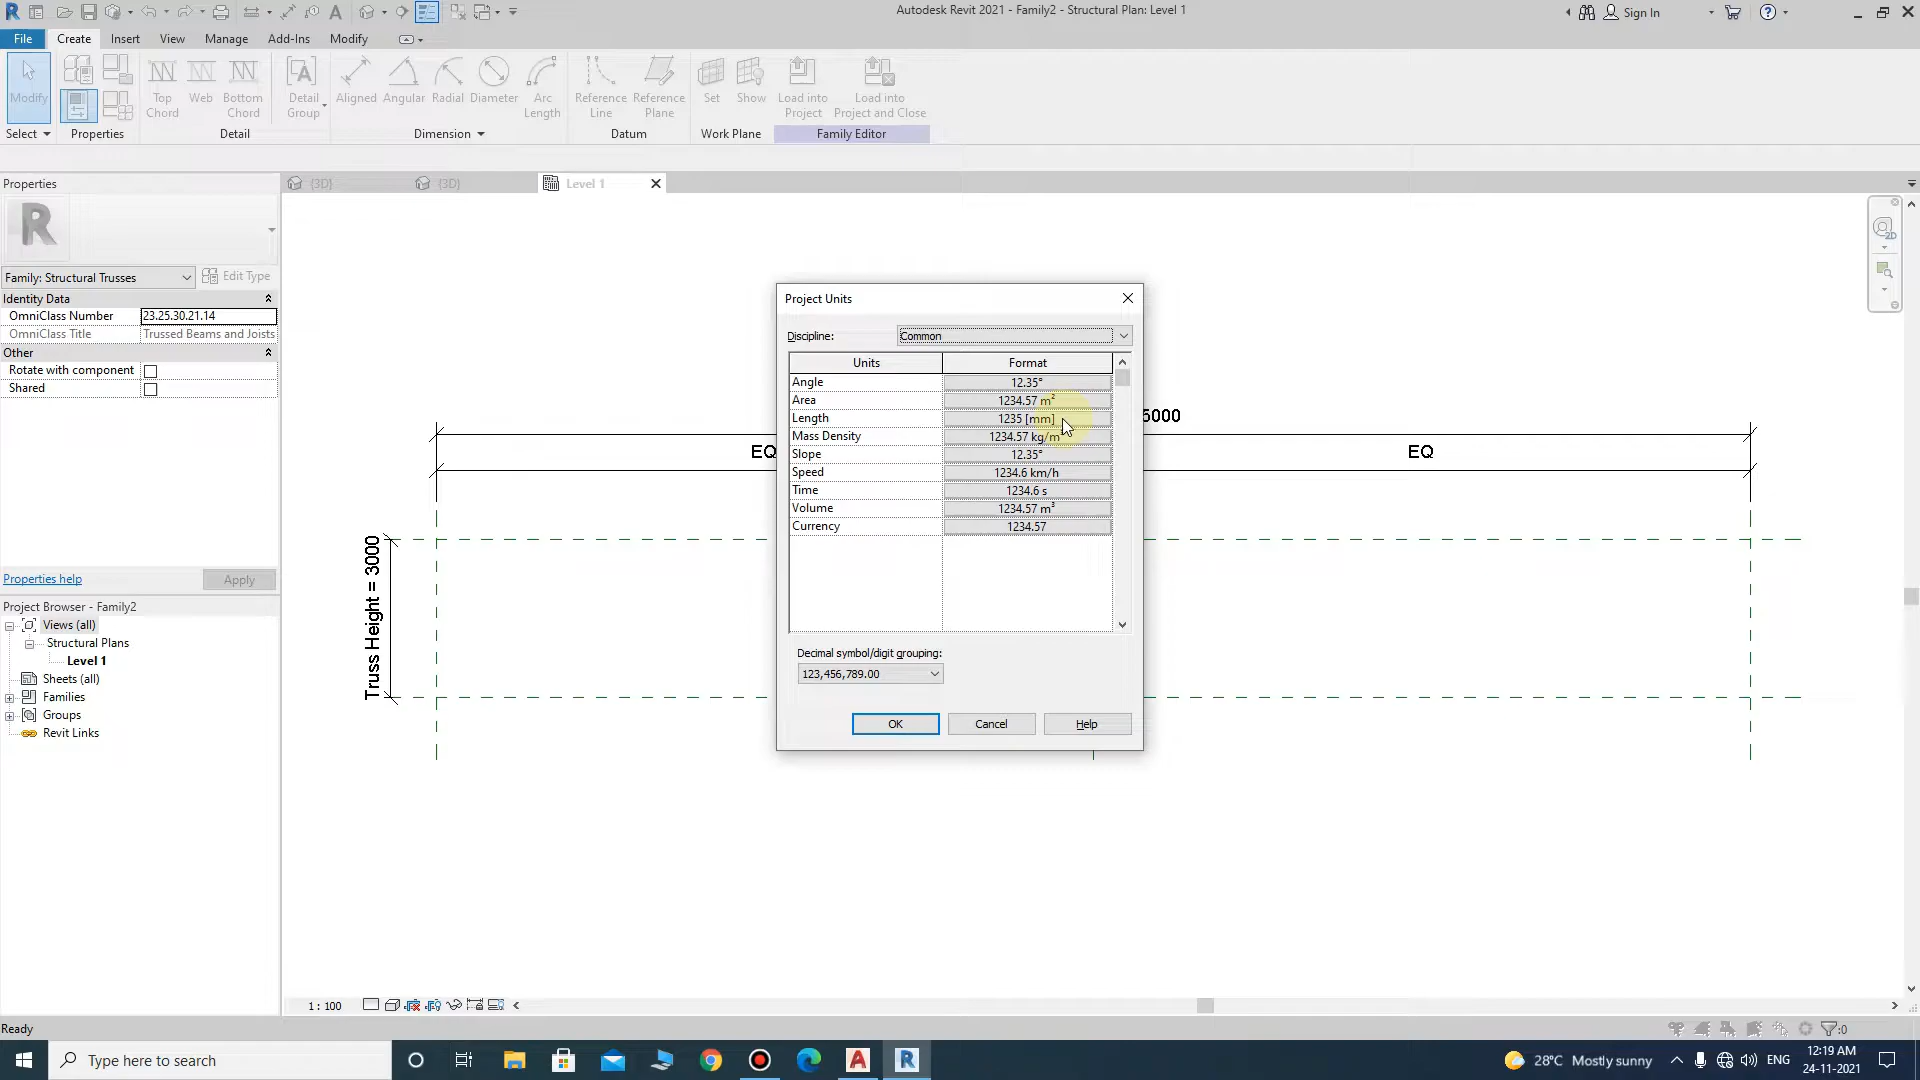 Autodesk Revit 2021 - Family2 - Structural Plan: Level 1
Sign In
File Create Insert View Manage Add-Ins Modify
Modify
Top Chord
Web
Bottom Chord
Detail Group
Aligned
Angular
Radial
Diameter
Arc Length
Reference Line
Reference Plane
Set
Show
Load into Project
Load into Project and Close
Select
Properties
Detail
Dimension
Datum
Work Plane
Family Editor
Properties
{3D}
{3D}
Level 1
R
Family: Structural Trusses
Edit Type
Identity Data
OmniClass Number 23.25.30.21.14
OmniClass Title Trussed Beams and Joists
Other
Rotate with component
Shared
Properties help
Apply
Project Browser - Family2
Views (all)
Structural Plans
Level 1
Sheets (all)
Families
Groups
Revit Links
Project Units
Discipline: Common
Units Format
Angle 12.35°
Area 1234.57 m²
Length 1235 [mm]
Mass Density 1234.57 kg/m
Slope 12.35°
Speed 1234.6 km/h
Time 1234.6 s
Volume 1234.57 m³
Currency 1234.57
Decimal symbol/digit grouping:
123,456,789.00
OK
Cancel
Help
5000
EQ
EQ
Truss Height = 3000
2D
1 : 100
Ready
:0
Type here to search
28°C Mostly sunny
ENG
12:19 AM
24-11-2021